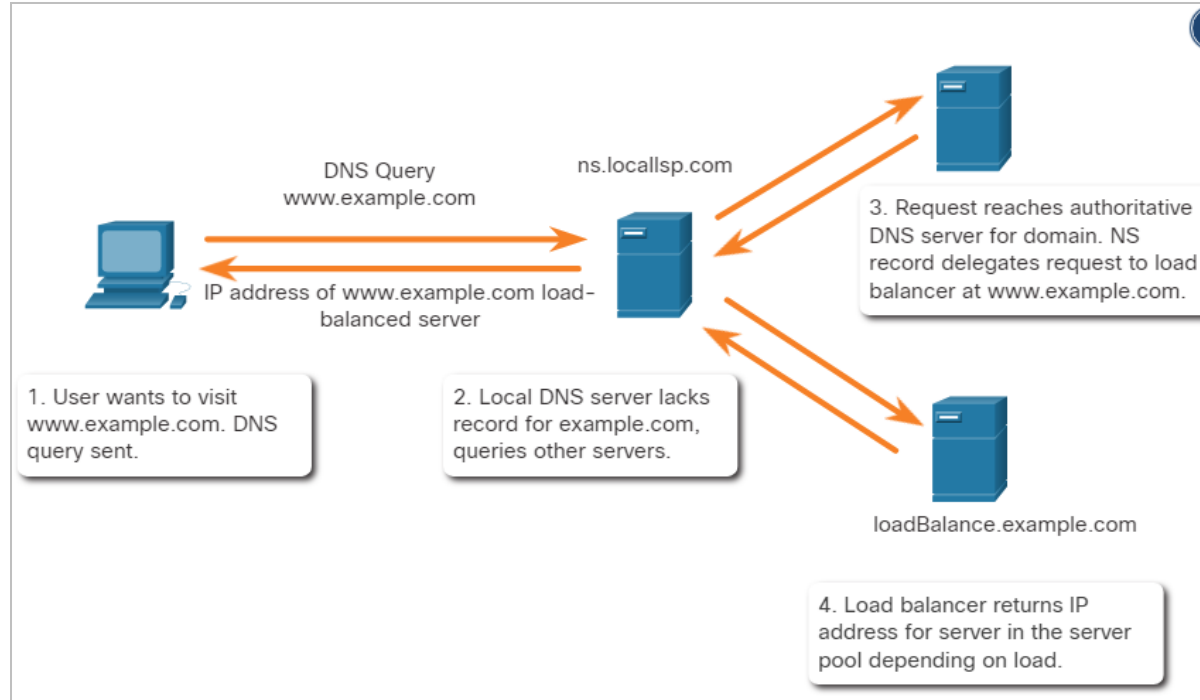 DNS Query
www.example.com
ns.locallsp.com
IP address of www.example.com load-
balanced server
1. User wants to visit
www.example.com. DNS
query sent.
2. Local DNS server lacks
record for example.com,
queries other servers.
3. Request reaches authoritative
DNS server for domain. NS
record delegates request to load
balancer at www.example.com.
loadBalance.example.com
4. Load balancer returns IP
address for server in the server
pool depending on load.